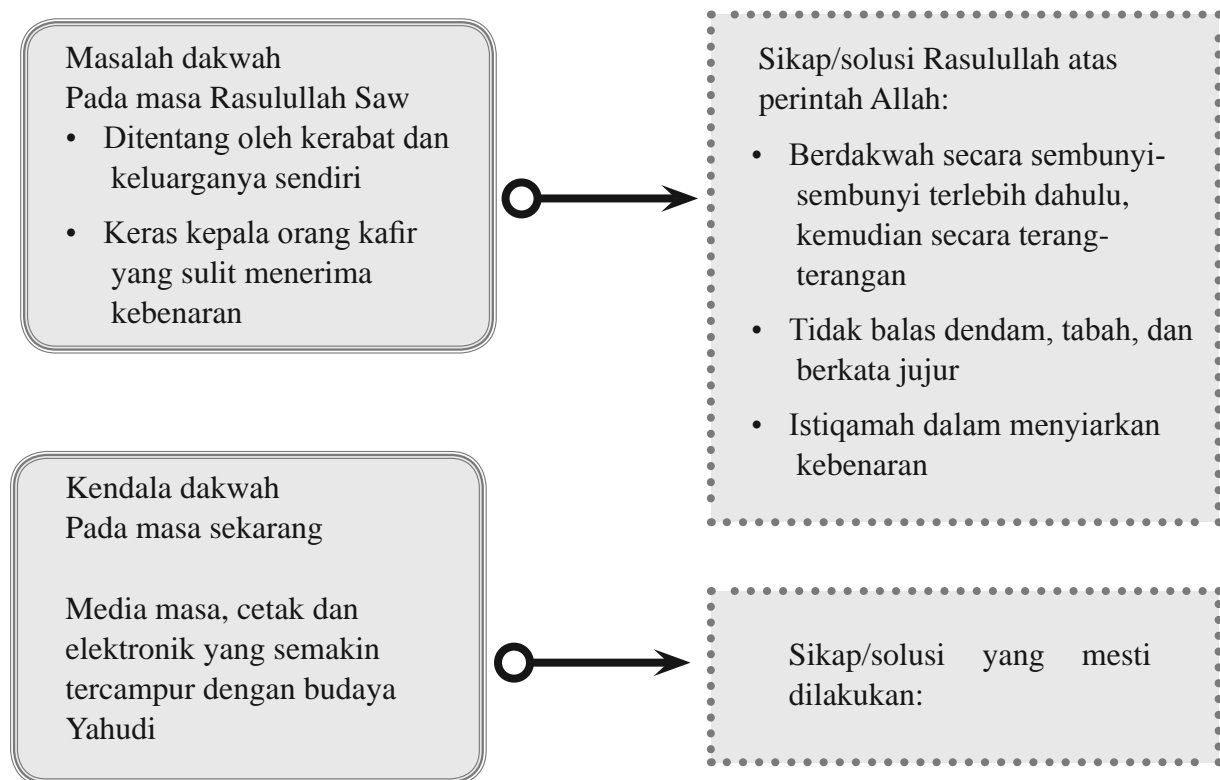 Masalah dakwah
Pada masa Rasulullah Saw
• Ditentang oleh kerabat dan
keluarganya sendiri
• Keras kepala orang kafir
yang sulit menerima
kebenaran
Sikap/solusi Rasulullah atas
perintah Allah:
• Berdakwah secara sembunyi-
sembunyi terlebih dahulu,
kemudian secara terang-
terangan
• Tidak balas dendam, tabah, dan
berkata jujur
• Istiqamah dalam menyiarkan
kebenaran
Kendala dakwah
Pada masa sekarang
Media masa, cetak dan
elektronik yang semakin
tercampur dengan budaya
Yahudi
Sikap/solusi yang mesti
dilakukan: